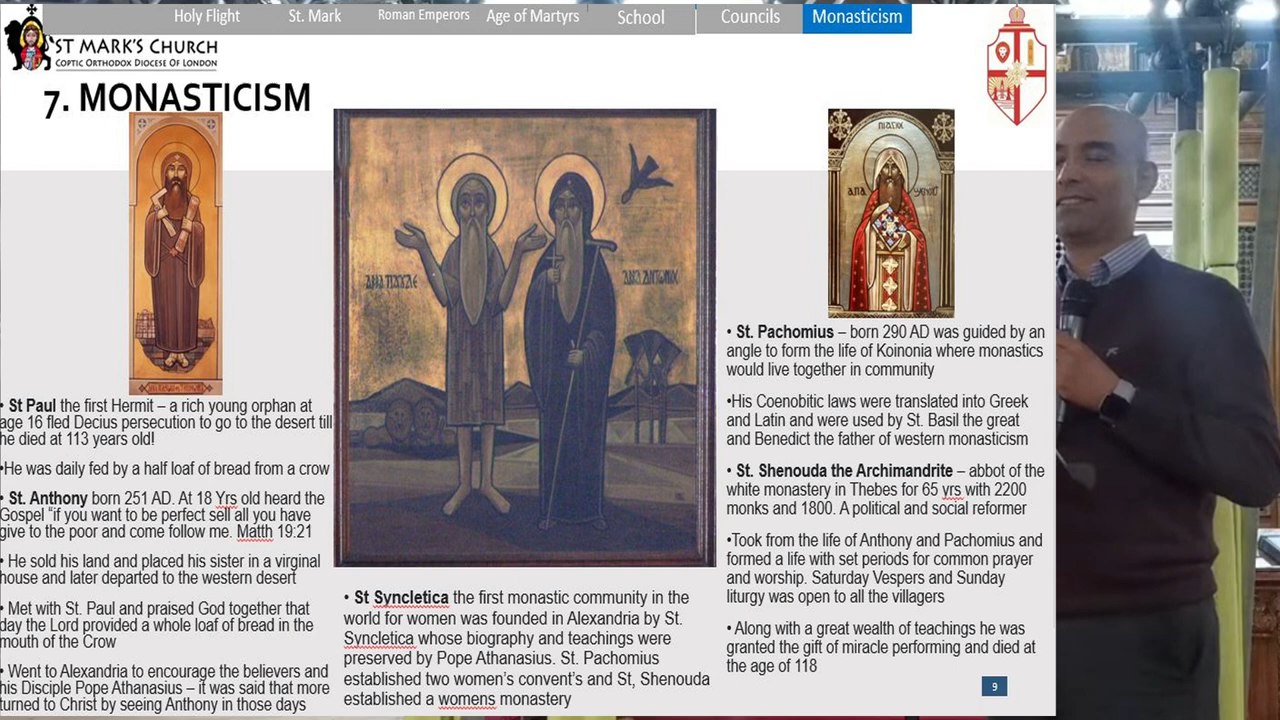 Holy Flight
St. Mark
Roman Emperors
Age of Martyrs
School
Councils
Monasticism
ST MARK'S CHURCH
COPTIC ORTHODOX DIOCESE OF LONDON
7. MONASTICISM
• St Paul the first Hermit – a rich young orphan at
age 16 fled Decius persecution to go to the desert till
he died at 113 years old!
•He was daily fed by a half loaf of bread from a crow
• St. Anthony born 251 AD. At 18 Yrs old heard the
Gospel “if you want to be perfect sell all you have
give to the poor and come follow me. Matth 19:21
• He sold his land and placed his sister in a virginal
house and later departed to the western desert
• Met with St. Paul and praised God together that
day the Lord provided a whole loaf of bread in the
mouth of the Crow
• Went to Alexandria to encourage the believers and
his Disciple Pope Athanasius – it was said that more
turned to Christ by seeing Anthony in those days
• St Syncletica the first monastic community in the
world for women was founded in Alexandria by St.
Syncletica whose biography and teachings were
preserved by Pope Athanasius. St. Pachomius
established two women’s convent’s and St, Shenouda
established a womens monastery
• St. Pachomius – born 290 AD was guided by an
angle to form the life of Koinonia where monastics
would live together in community
•His Coenobitic laws were translated into Greek
and Latin and were used by St. Basil the great
and Benedict the father of western monasticism
• St. Shenouda the Archimandrite – abbot of the
white monastery in Thebes for 65 yrs with 2200
monks and 1800. A political and social reformer
•Took from the life of Anthony and Pachomius and
formed a life with set periods for common prayer
and worship. Saturday Vespers and Sunday
liturgy was open to all the villagers
• Along with a great wealth of teachings he was
granted the gift of miracle performing and died at
the age of 118
9